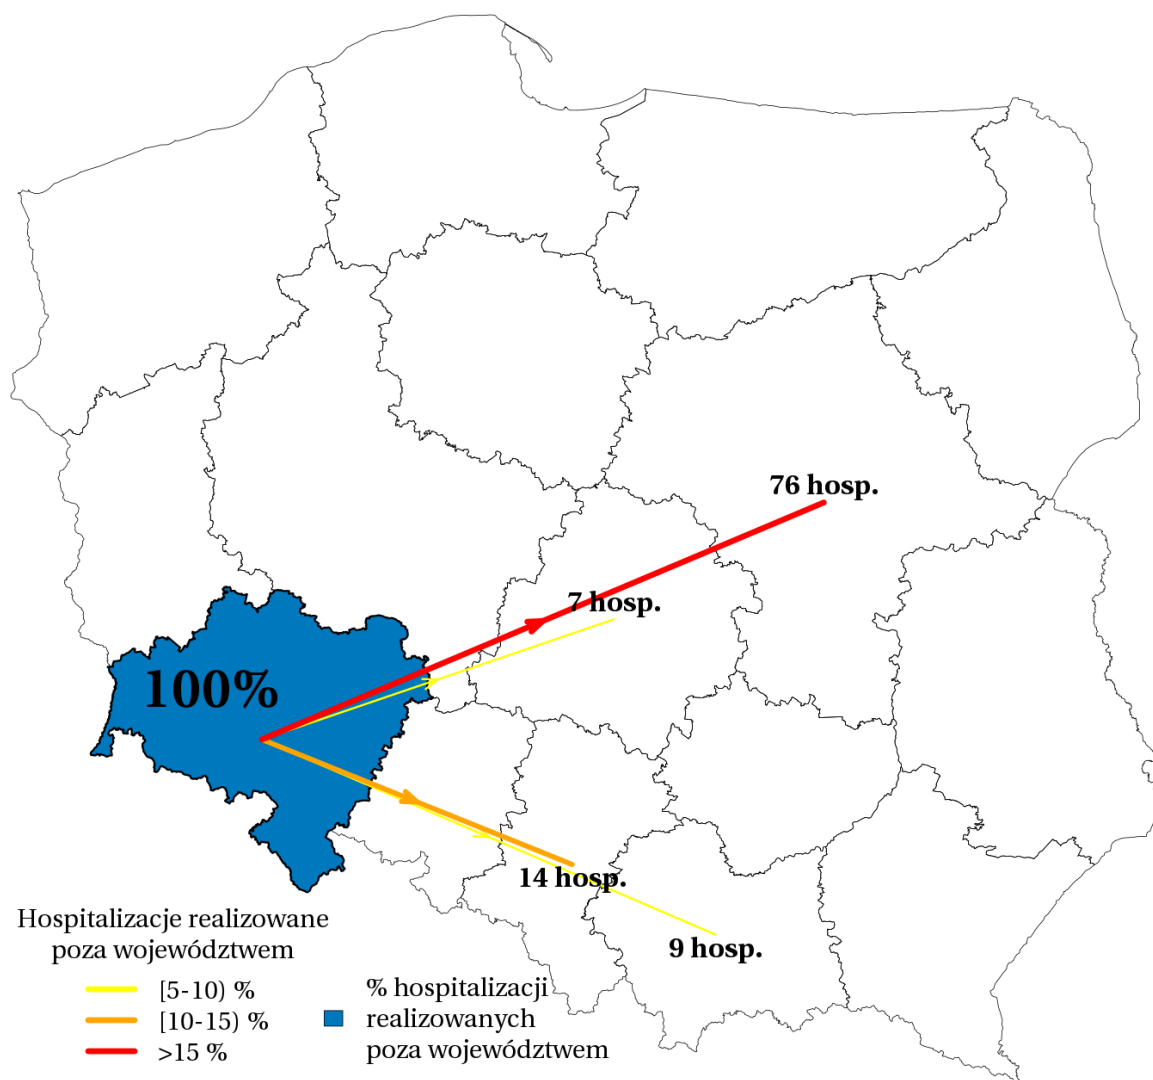 76 hosp.
7 hosp.
100%
14 hosp.
9 hosp.
Hospitalizacje realizowane
poza województwem
[5-10) %
[10-15) %
>15 %
% hospitalizacji
realizowanych
poza województwem